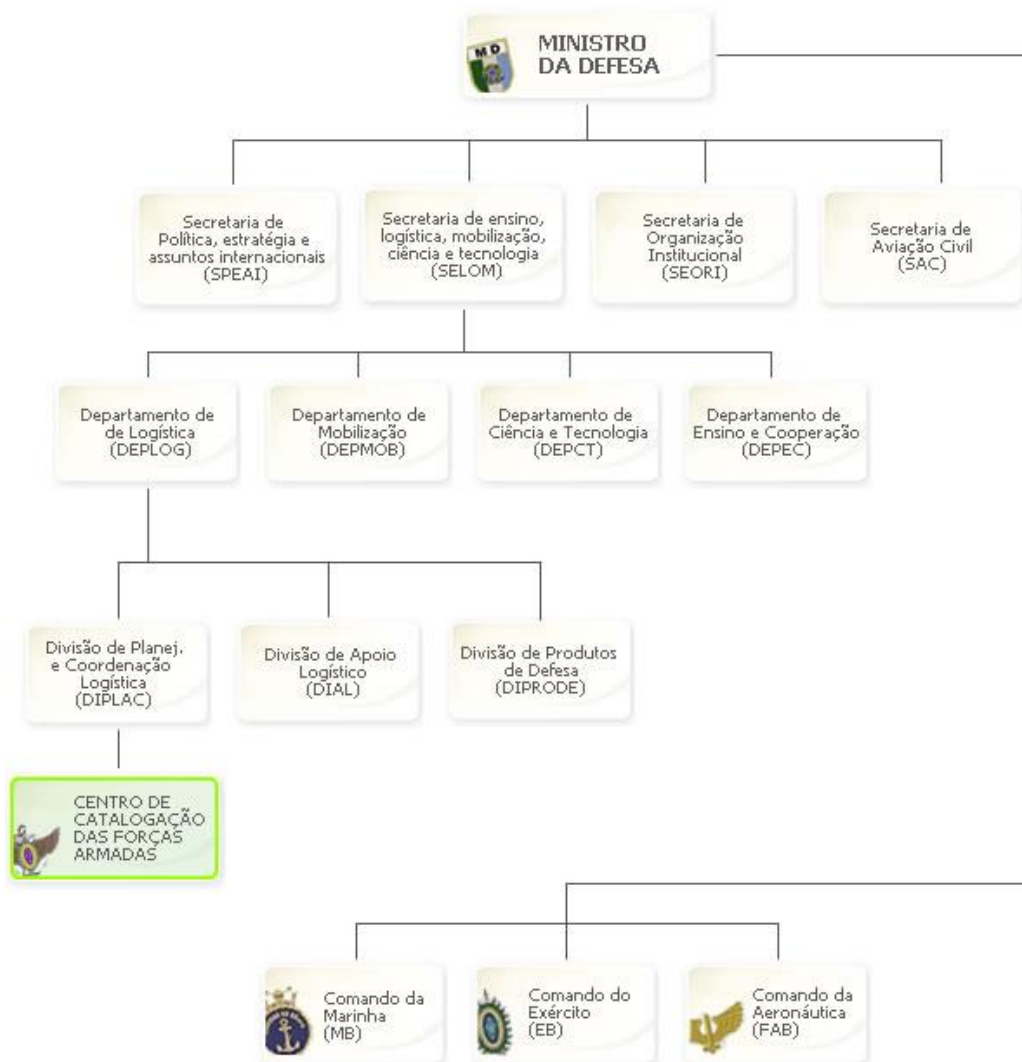 M D
MINISTRO
DA DEFESA
Secretaria de
Política, estratégia e
assuntos internacionais
(SPEAI)
Secretaria de ensino,
logística, mobilização,
ciência e tecnologia
(SELOM)
Secretaria de
Organização
Institucional
(SEORI)
Secretaria de
Aviação Civil
(SAC)
Departamento de
de Logística
(DEPLOG)
Departamento de
Mobilização
(DEPMOB)
Departamento de
Ciência e Tecnologia
(DEPCT)
Departamento de
Ensino e Cooperação
(DEPEC)
Divisão de Planej.
e Coordenação
Logística
(DIPLAC)
Divisão de Apoio
Logístico
(DIAL)
Divisão de Produtos
de Defesa
(DIPRODE)
CENTRO DE
CATALOGAÇÃO
DAS FORÇAS
ARMADAS
Comando da
Marinha
(MB)
Comando do
Exército
(EB)
Comando da
Aeronáutica
(FAB)